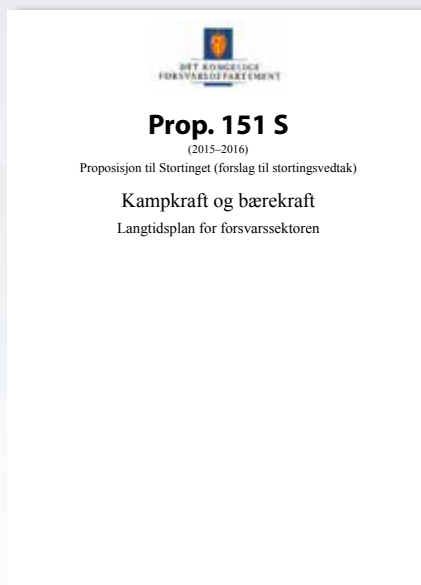 DET KONGELIGE
FORSVARSDEPARTEMENT
Prop. 151 S
(2015–2016)
Proposisjon til Stortinget (forslag til stortingsvedtak)
Kampkraft og bærekraft
Langtidsplan for forsvarssektoren